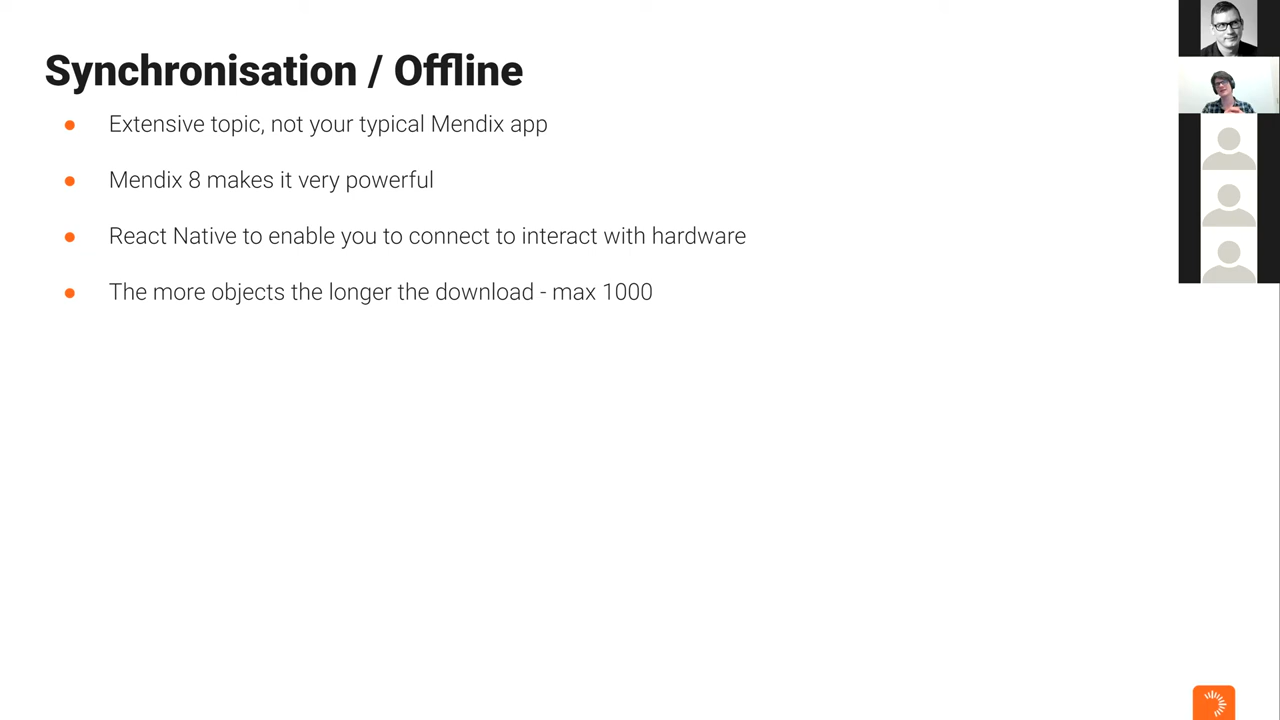 Synchronisation / Offline
● Extensive topic, not your typical Mendix app
● Mendix 8 makes it very powerful
● React Native to enable you to connect to interact with hardware
● The more objects the longer the download - max 1000